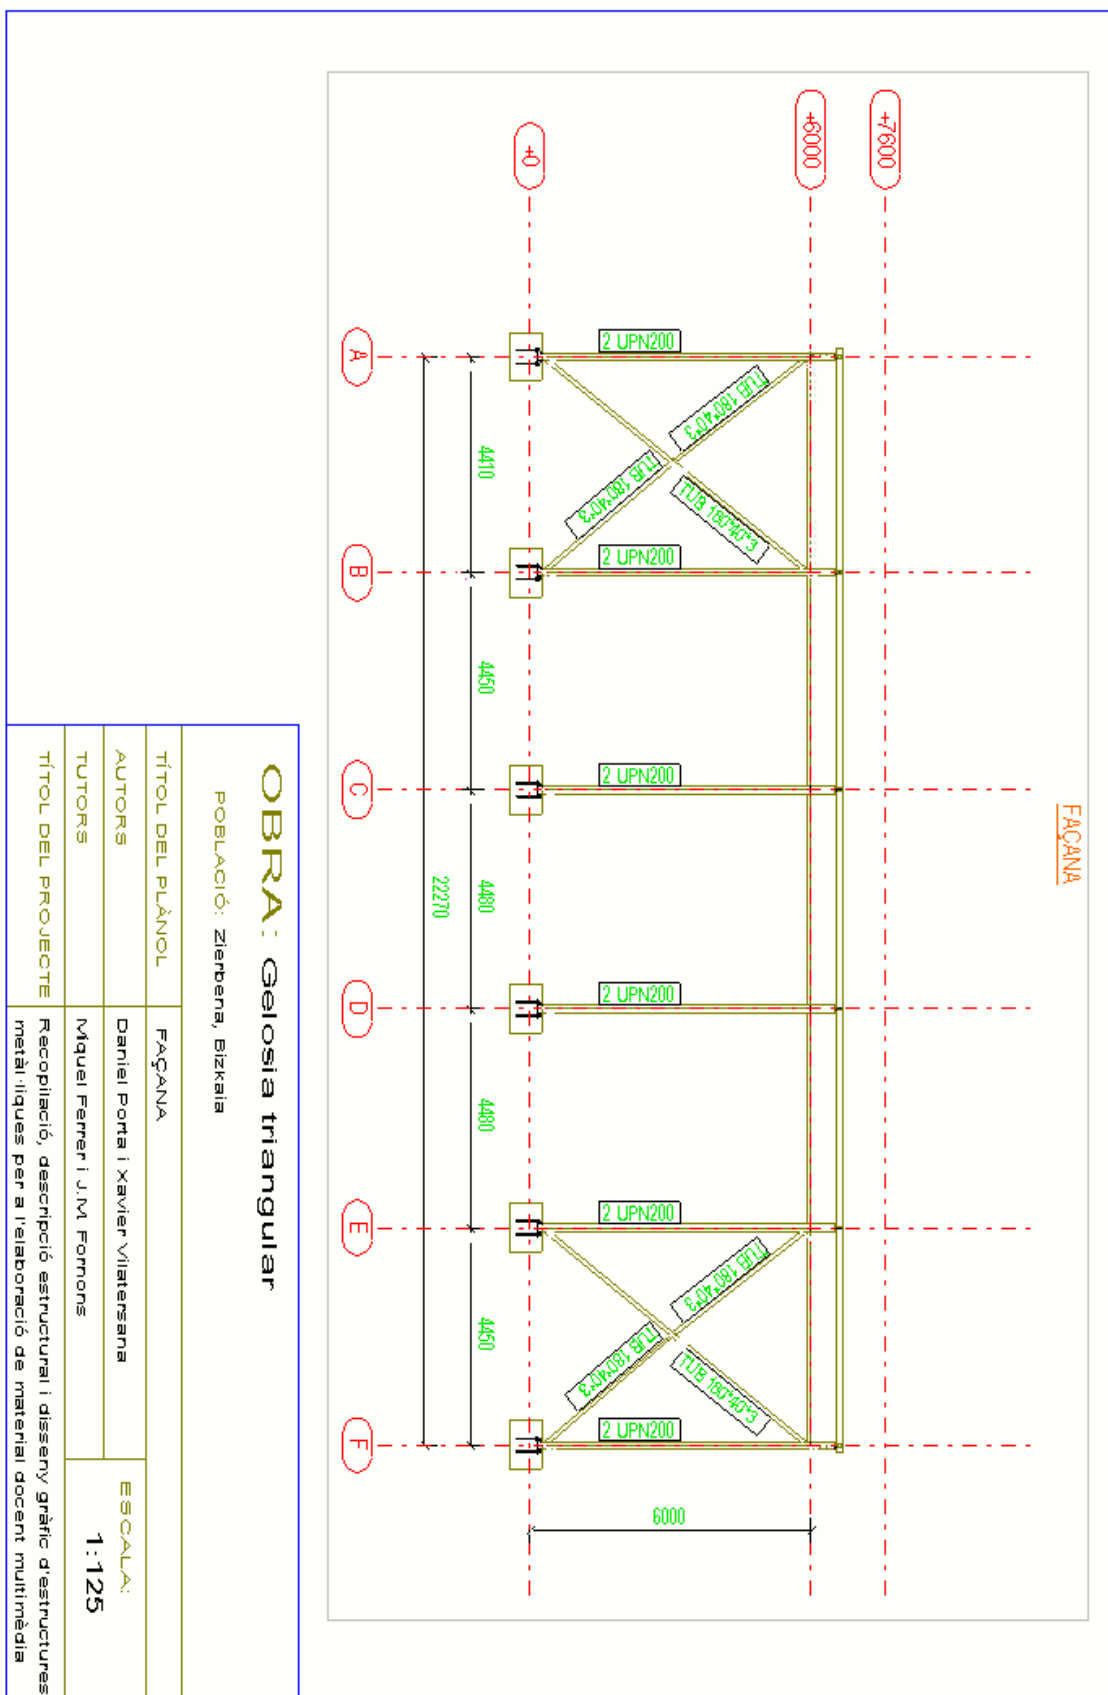 FAÇANA
+7600
+6000
+0
2 UPN200
2 UPN200
2 UPN200
2 UPN200
2 UPN200
2 UPN200
TUB 180*40*3
TUB 180*40*3
TUB 180*40*3
TUB 180*40*3
TUB 180*40*3
TUB 180*40*3
6000
4410
4450
4480
4480
4450
22270
A
B
C
D
E
F
OBRA: Gelosia triangular
POBLACIÓ: Zierbena, Bizkaia
TÍTOL DEL PLÀNOL FAÇANA
AUTORS Daniel Porta i Xavier Vilatersana
ESCALA:
1:125
TUTORS Miquel Ferrer i J.M. Fornons
TÍTOL DEL PROJECTE Recopilació, descripció estructural i disseny gràfic d'estructures
metàl·liques per a l'elaboració de material docent multimèdia